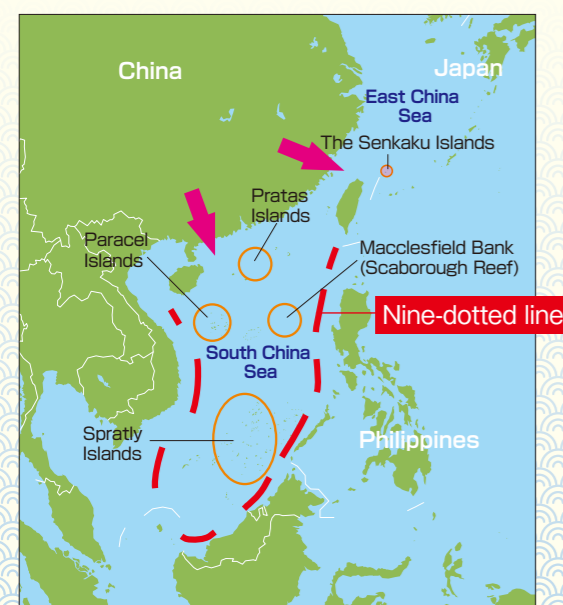 China
Japan
East China
Sea
The Senkaku Islands
Pratas
Islands
Paracel
Islands
Macclesfield Bank
(Scaborough Reef)
Nine-dotted line
South China
Sea
Spratly
Islands
Philippines